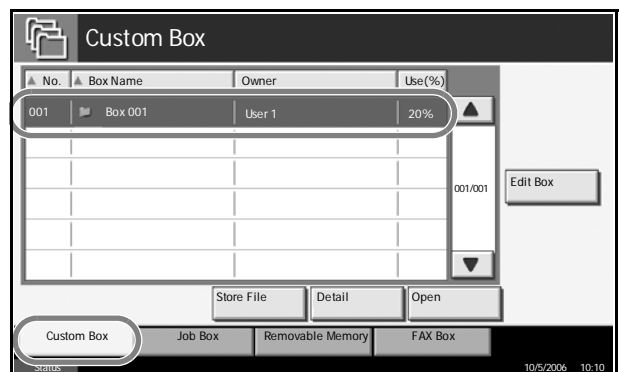 Custom Box
No. Box Name Owner Use(%)
001 Box 001 User 1 20%
001/001
Edit Box
Store File Detail Open
Custom Box Job Box Removable Memory FAX Box
Status 10/5/2006 10:10